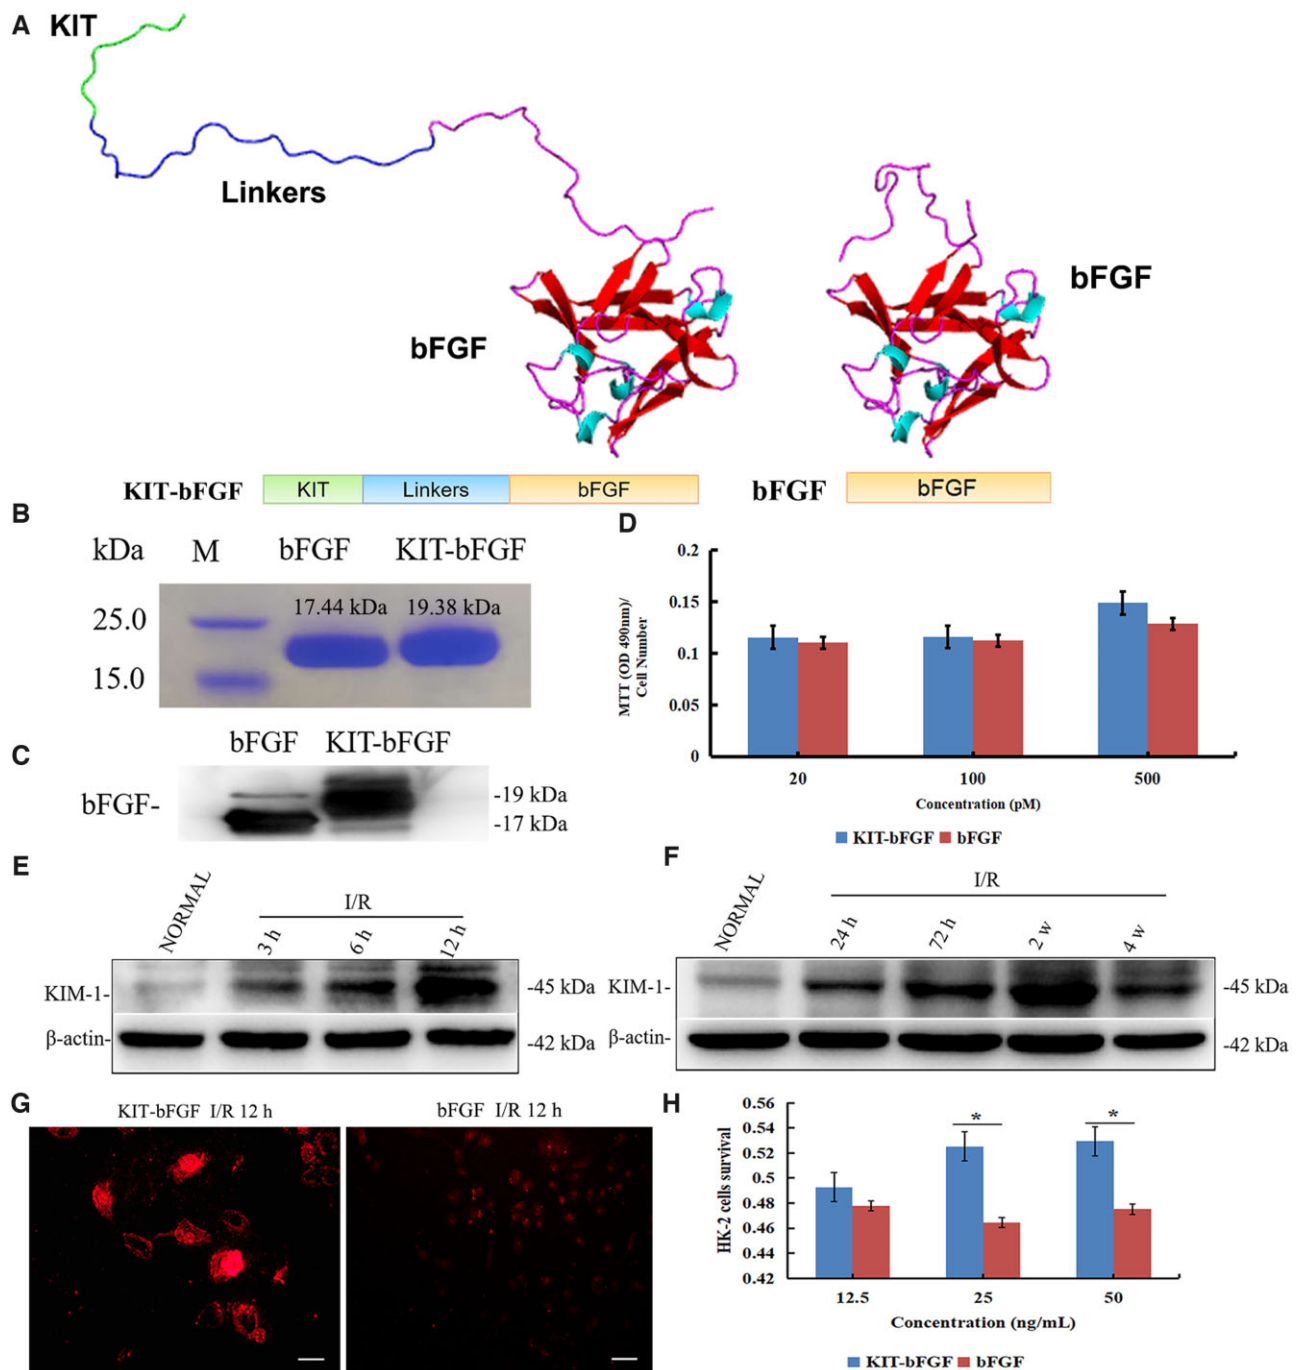 A KIT
Linkers
bFGF
bFGF
KIT-bFGF KIT Linkers bFGF
bFGF bFGF
B
kDa M bFGF KIT-bFGF
17.44 kDa 19.38 kDa
25.0
15.0
C
bFGF KIT-bFGF
bFGF- -19 kDa
-17 kDa
D
0.2
0.15
0.1
0.05
0
MTT (OD 490nm)/
Cell Number
20 100 500
Concentration (pM)
KIT-bFGF bFGF
E
NORMAL I/R
3 h 6 h 12 h
KIM-1- -45 kDa
β-actin- -42 kDa
F
NORMAL I/R
24 h 72 h 2 w 4 w
KIM-1- -45 kDa
β-actin- -42 kDa
G
KIT-bFGF I/R 12 h bFGF I/R 12 h
H
0.56
0.54
0.52
0.5
0.48
0.46
0.44
0.42
HK-2 cells survival
* *
12.5 25 50
Concentration (ng/mL)
KIT-bFGF bFGF